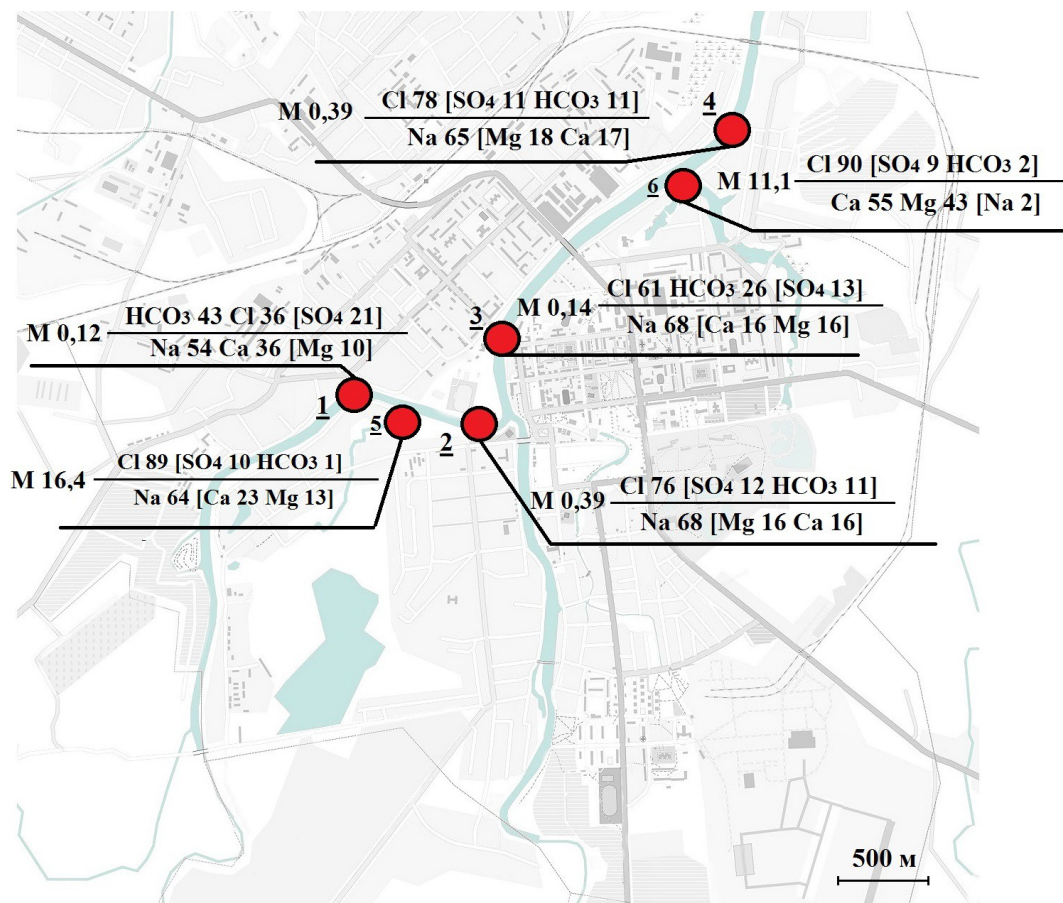 Cl 78 [SO₄ 11 HCO₃ 11]
M 0,39
Na 65 [Mg 18 Ca 17]
4
Cl 90 [SO₄ 9 HCO₃ 2]
M 11,1
Ca 55 Mg 43 [Na 2]
6
Cl 61 HCO₃ 26 [SO₄ 13]
M 0,14
Na 68 [Ca 16 Mg 16]
3
HCO₃ 43 Cl 36 [SO₄ 21]
M 0,12
Na 54 Ca 36 [Mg 10]
1
5
2
Cl 89 [SO₄ 10 HCO₃ 1]
M 16,4
Na 64 [Ca 23 Mg 13]
Cl 76 [SO₄ 12 HCO₃ 11]
M 0,39
Na 68 [Mg 16 Ca 16]
500 м